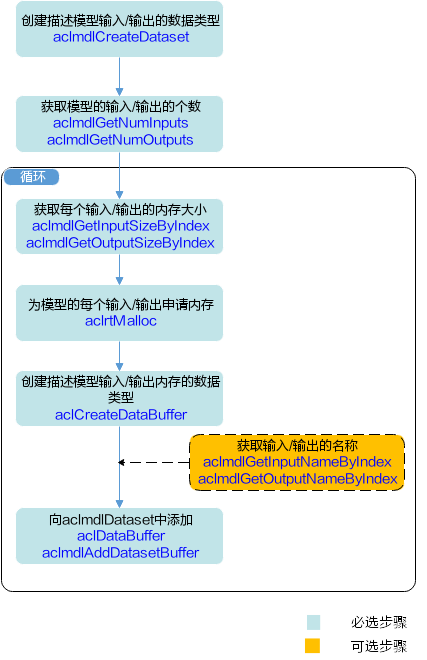 创建描述模型输入/输出的数据类型
aclmdlCreateDataset
获取模型的输入/输出的个数
aclmdlGetNumInputs
aclmdlGetNumOutputs
循环
获取每个输入/输出的内存大小
aclmdlGetInputSizeByIndex
aclmdlGetOutputSizeByIndex
为模型的每个输入/输出申请内存
aclrtMalloc
创建描述模型输入/输出内存的数据
类型
aclCreateDataBuffer
获取输入/输出的名称
aclmdlGetInputNameByIndex
aclmdlGetOutputNameByIndex
向aclmdlDataset中添加
aclDataBuffer
aclmdlAddDatasetBuffer
必选步骤
可选步骤